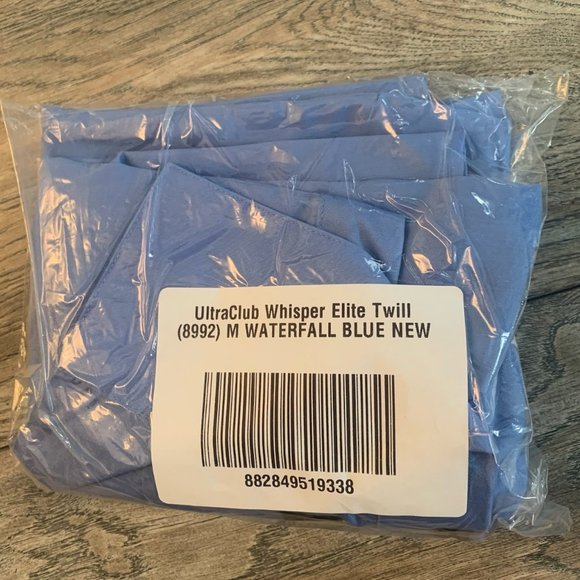 UltraClub Whisper Elite Twill
(8992) M WATERFALL BLUE NEW
882849519338